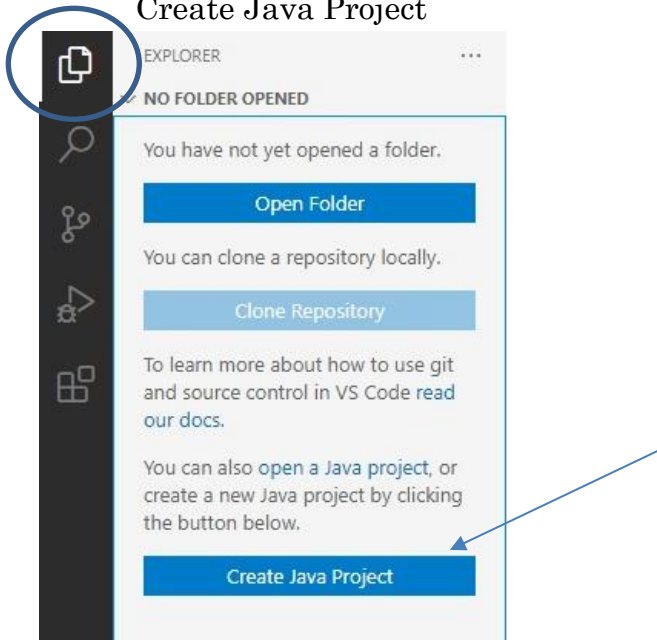 Create Java Project
EXPLORER
...
NO FOLDER OPENED
You have not yet opened a folder.
Open Folder
You can clone a repository locally.
Clone Repository
To learn more about how to use git
and source control in VS Code read
our docs.
You can also open a Java project, or
create a new Java project by clicking
the button below.
Create Java Project